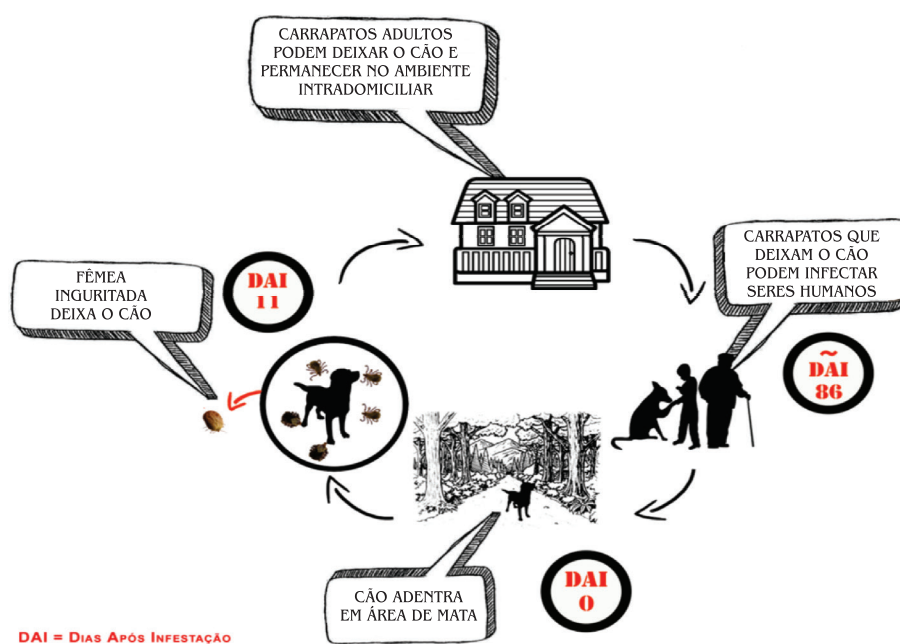 CARRAPATOS ADULTOS
PODEM DEIXAR O CÃO E
PERMANECER NO AMBIENTE
INTRADOMICILIAR
CARRAPATOS QUE
DEIXAM O CÃO
PODEM INFECTAR
SERES HUMANOS
FÊMEA
INGURITADA
DEIXA O CÃO
DAI
11
~
DAI
86
CÃO ADENTRA
EM ÁREA DE MATA
DAI
0
DAI = DIAS APÓS INFESTAÇÃO